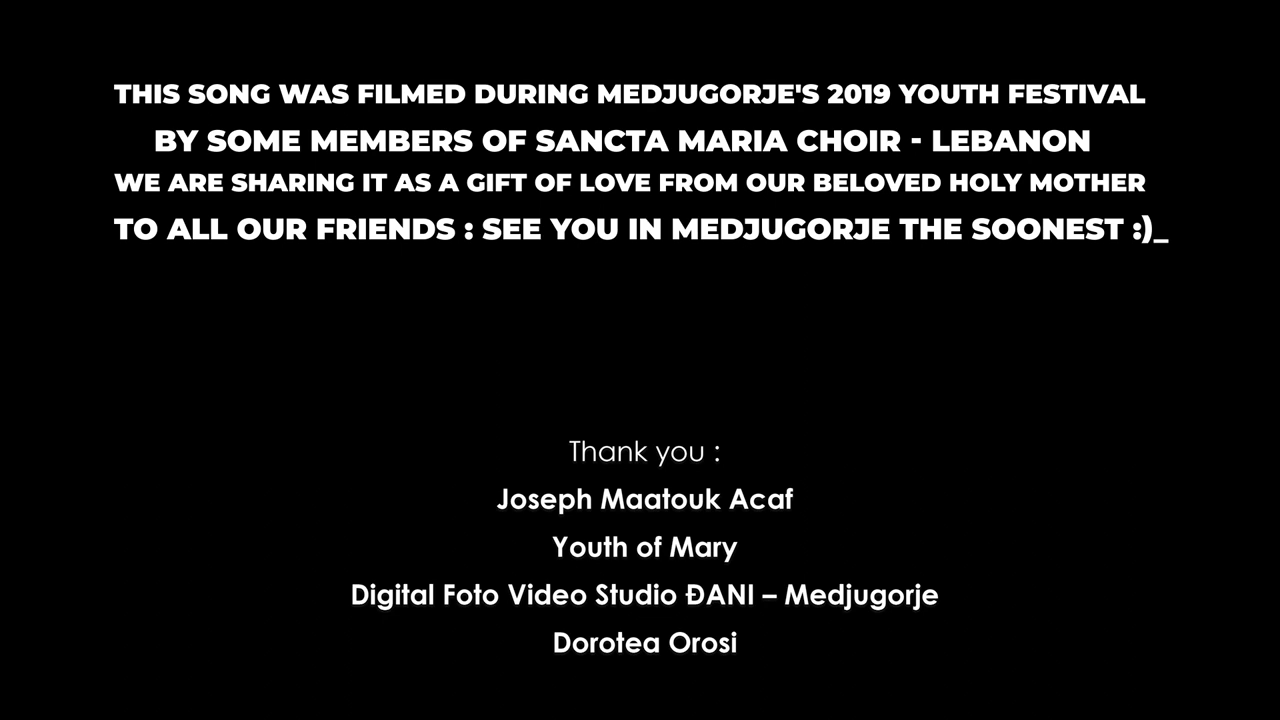 THIS SONG WAS FILMED DURING MEDJUGORJE'S 2019 YOUTH FESTIVAL
BY SOME MEMBERS OF SANCTA MARIA CHOIR - LEBANON
WE ARE SHARING IT AS A GIFT OF LOVE FROM OUR BELOVED HOLY MOTHER
TO ALL OUR FRIENDS : SEE YOU IN MEDJUGORJE THE SOONEST :)_
Thank you :
Joseph Maatouk Acaf
Youth of Mary
Digital Foto Video Studio ĐANI – Medjugorje
Dorotea Orosi